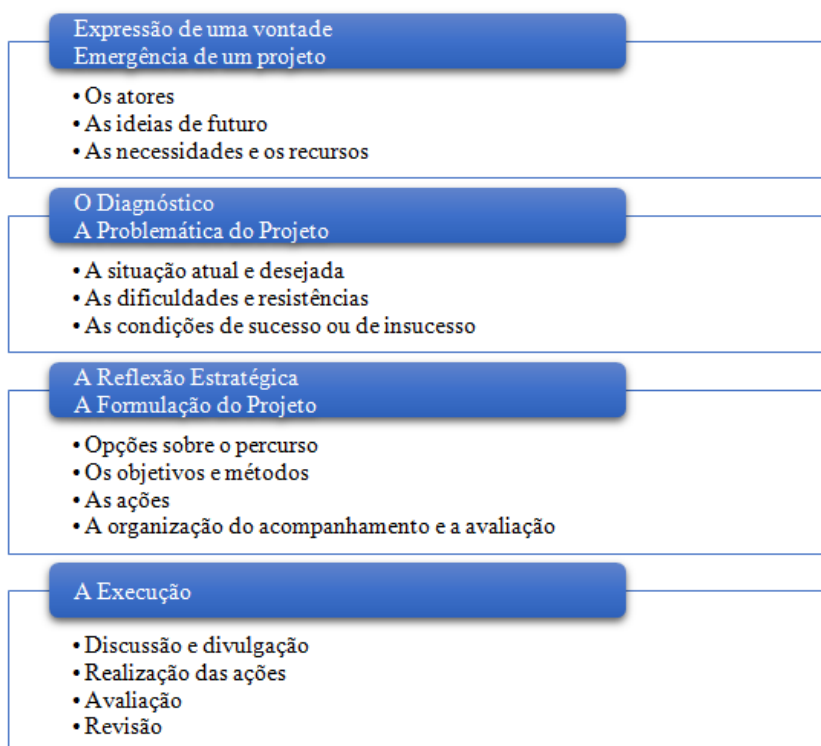 Expressão de uma vontade
Emergência de um projeto
• Os atores
• As ideias de futuro
• As necessidades e os recursos
O Diagnóstico
A Problemática do Projeto
• A situação atual e desejada
• As dificuldades e resistências
• As condições de sucesso ou de insucesso
A Reflexão Estratégica
A Formulação do Projeto
• Opções sobre o percurso
• Os objetivos e métodos
• As ações
• A organização do acompanhamento e a avaliação
A Execução
• Discussão e divulgação
• Realização das ações
• Avaliação
• Revisão